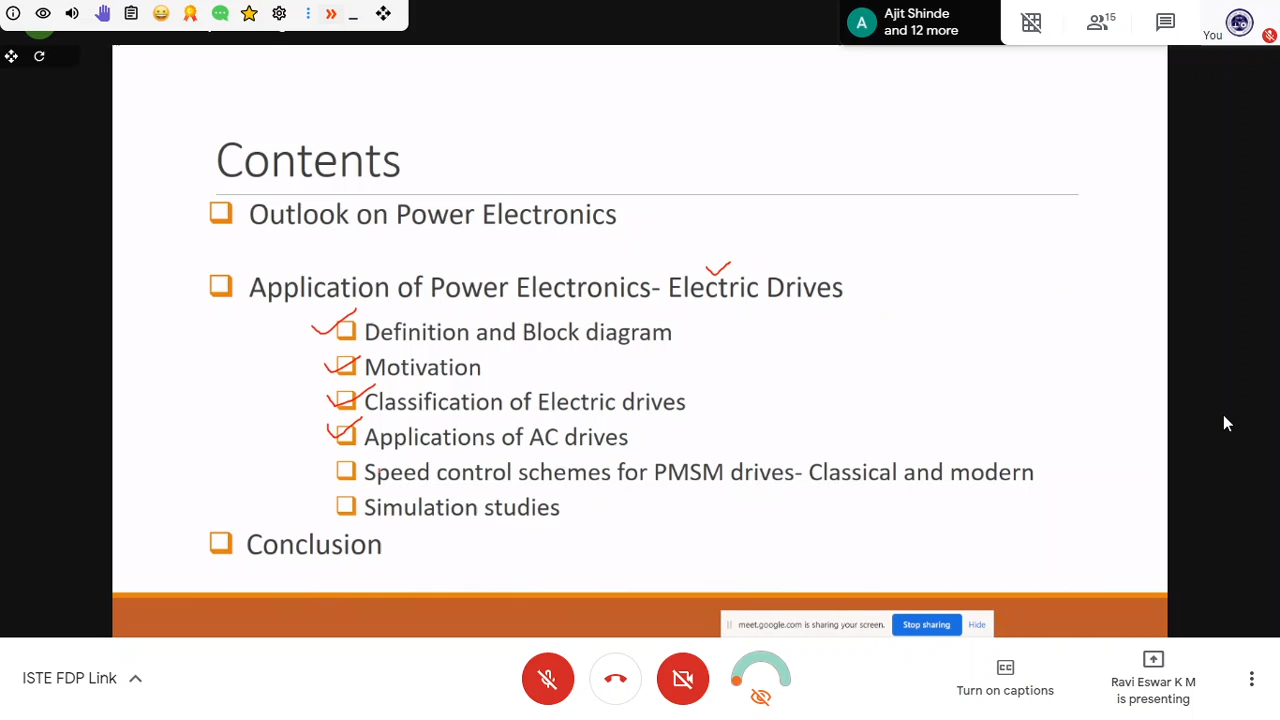 Ajit Shinde
A
and 12 more
15
You
Contents
Outlook on Power Electronics
Application of Power Electronics- Electric Drives
Definition and Block diagram
Motivation
Classification of Electric drives
Applications of AC drives
Speed control schemes for PMSM drives- Classical and modern
Simulation studies
Conclusion
meet.google.com is sharing your screen. Stop sharing Hide
ISTE FDP Link
CC
Turn on captions
Ravi Eswar K M
is presenting